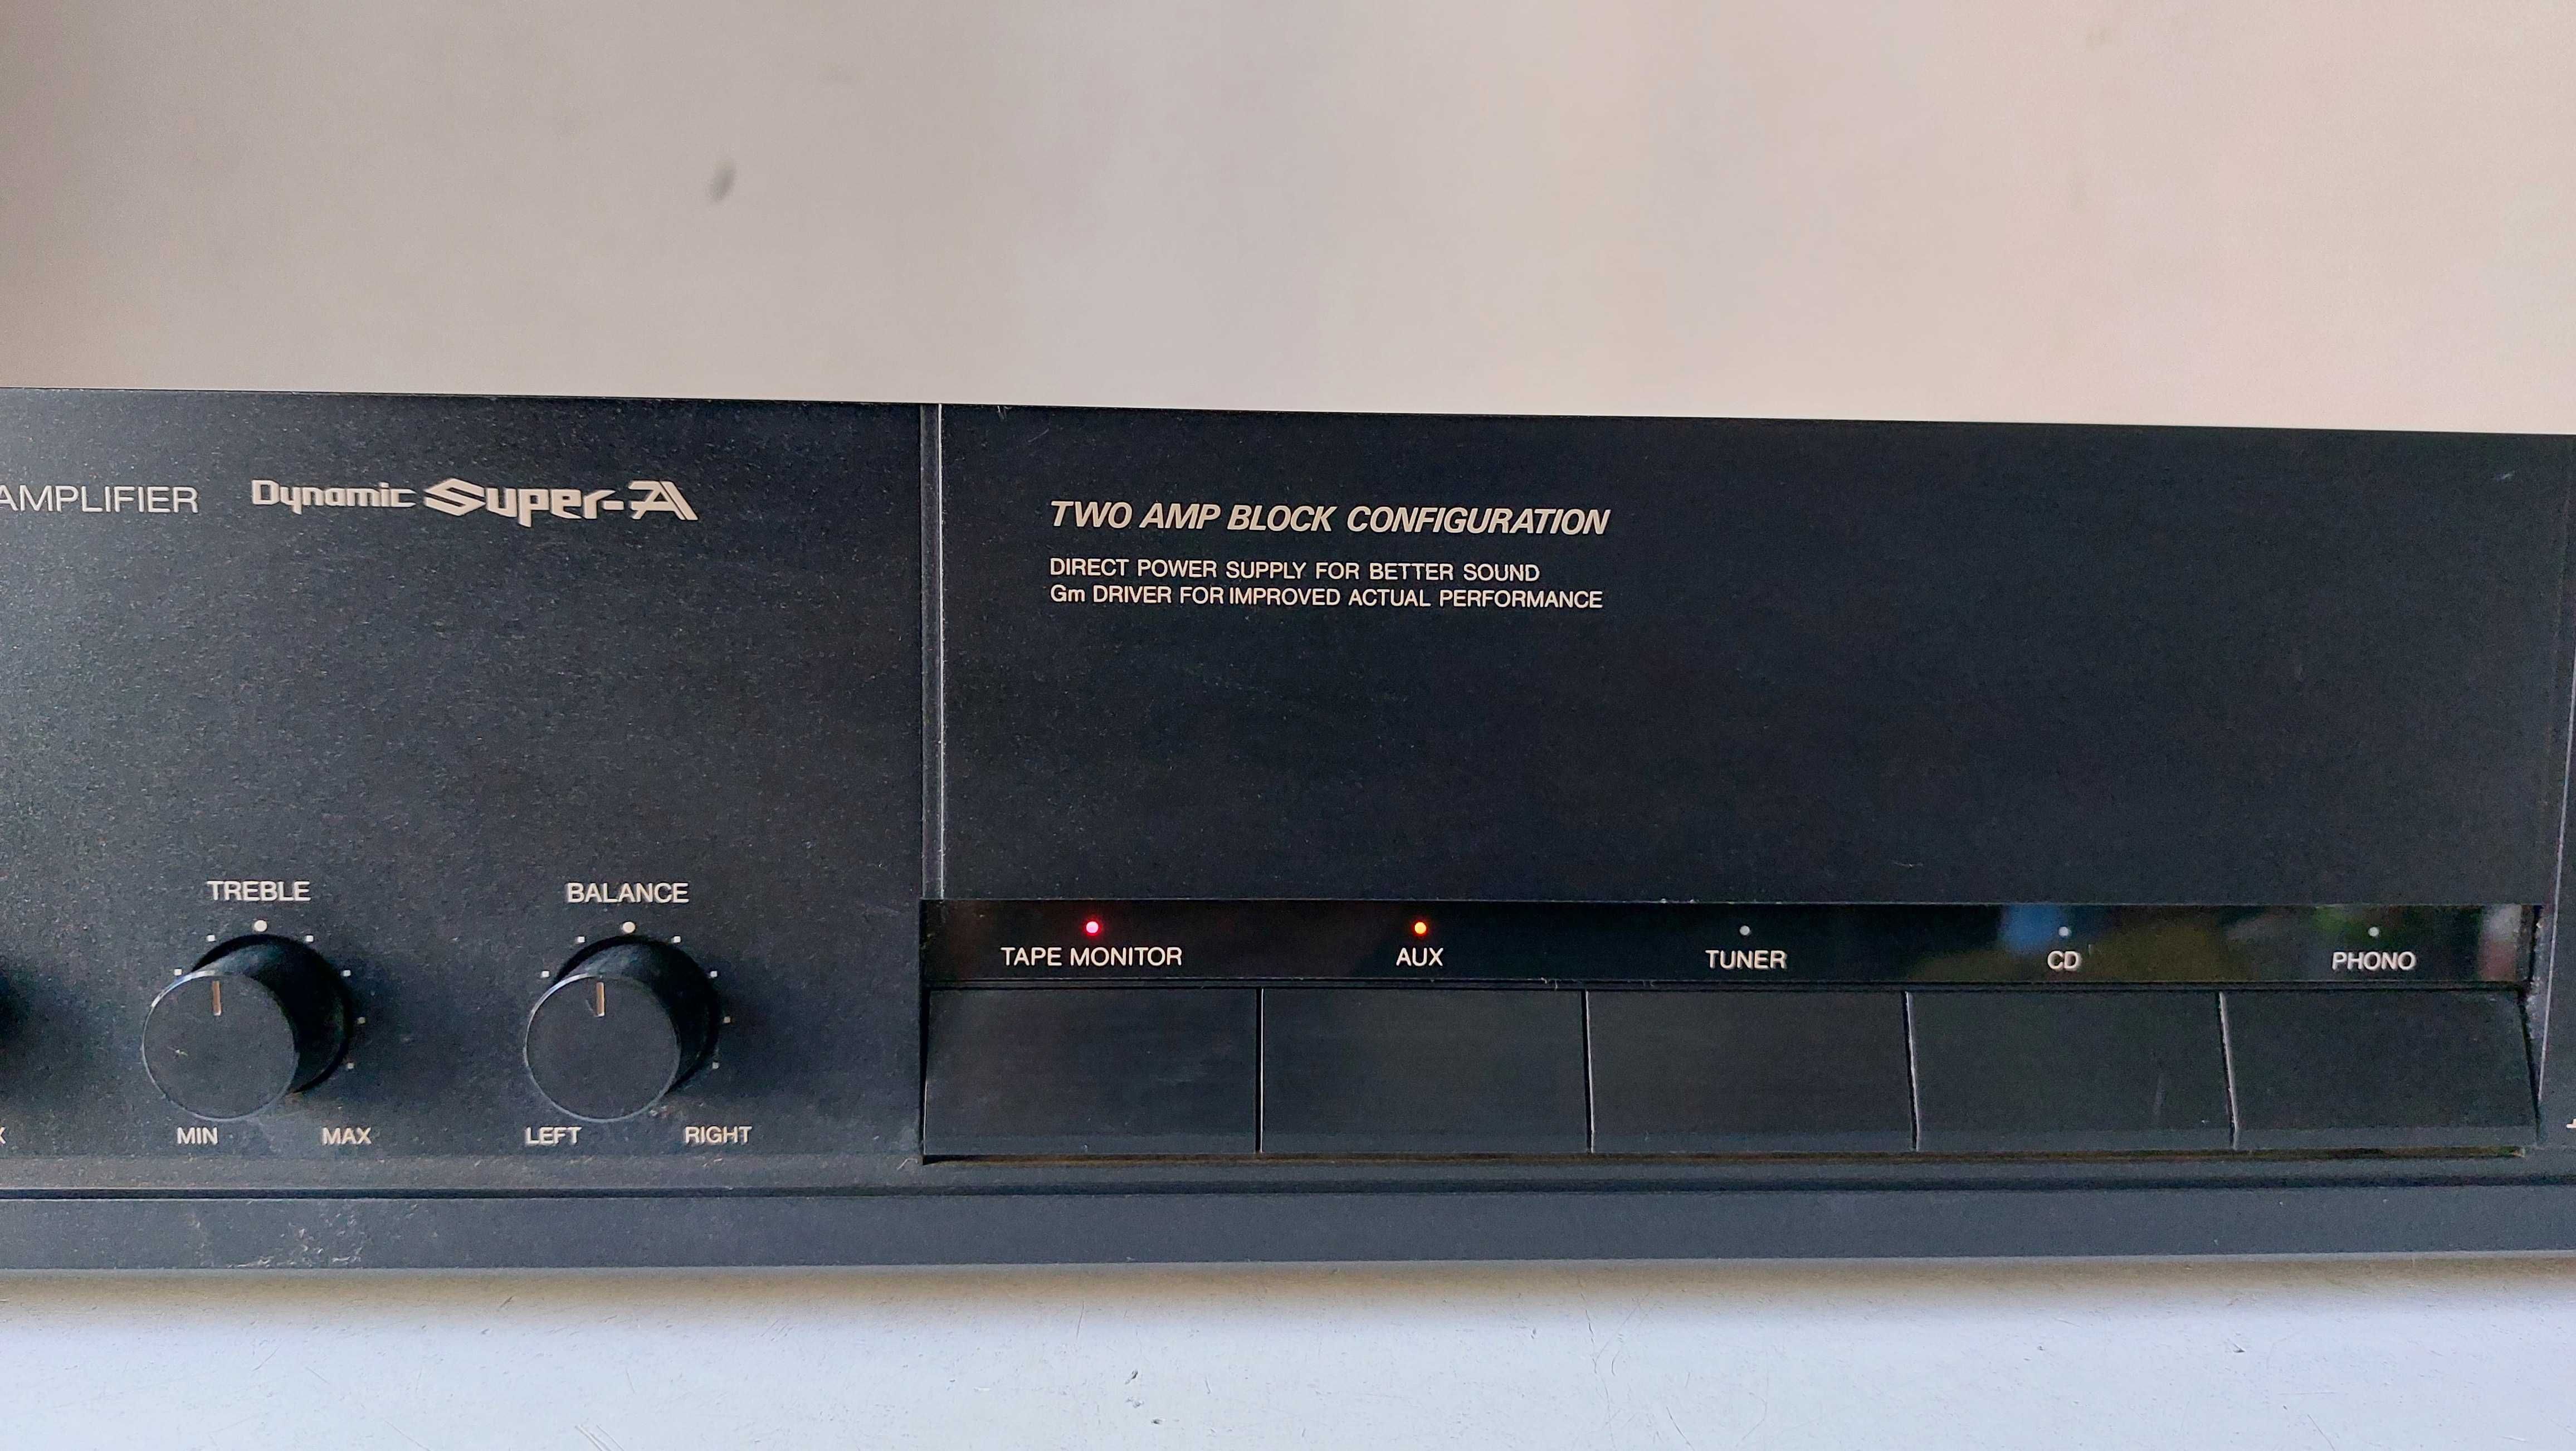 AMPLIFIER Dynamic Super-A
TWO AMP BLOCK CONFIGURATION
DIRECT POWER SUPPLY FOR BETTER SOUND
Gm DRIVER FOR IMPROVED ACTUAL PERFORMANCE
TREBLE
BALANCE
TAPE MONITOR
AUX
TUNER
CD
PHONO
MIN MAX
LEFT RIGHT